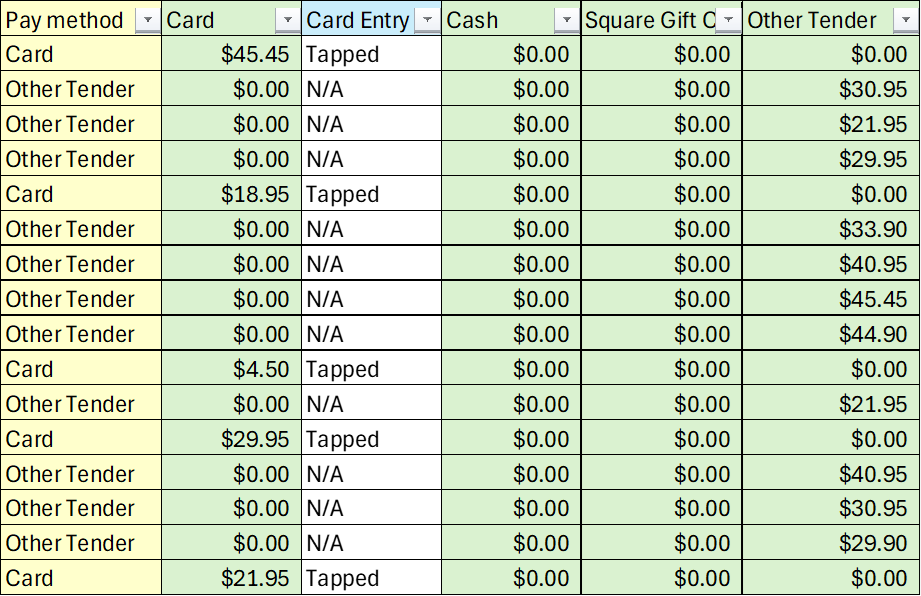 Pay method Card Card Entry Cash Square Gift C Other Tender
Card $45.45 Tapped $0.00 $0.00 $0.00
Other Tender $0.00 N/A $0.00 $0.00 $30.95
Other Tender $0.00 N/A $0.00 $0.00 $21.95
Other Tender $0.00 N/A $0.00 $0.00 $29.95
Card $18.95 Tapped $0.00 $0.00 $0.00
Other Tender $0.00 N/A $0.00 $0.00 $33.90
Other Tender $0.00 N/A $0.00 $0.00 $40.95
Other Tender $0.00 N/A $0.00 $0.00 $45.45
Other Tender $0.00 N/A $0.00 $0.00 $44.90
Card $4.50 Tapped $0.00 $0.00 $0.00
Other Tender $0.00 N/A $0.00 $0.00 $21.95
Card $29.95 Tapped $0.00 $0.00 $0.00
Other Tender $0.00 N/A $0.00 $0.00 $40.95
Other Tender $0.00 N/A $0.00 $0.00 $30.95
Other Tender $0.00 N/A $0.00 $0.00 $29.90
Card $21.95 Tapped $0.00 $0.00 $0.00